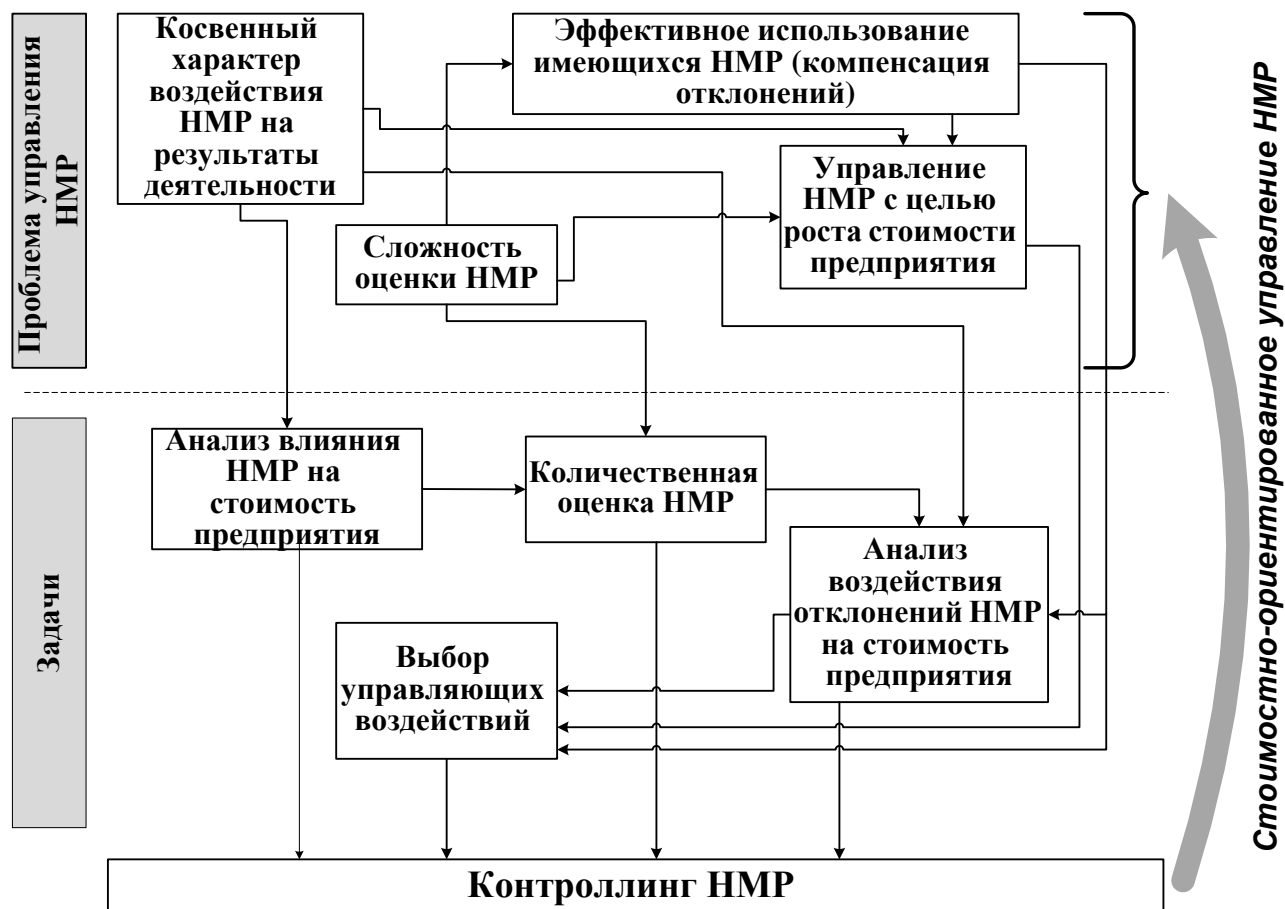 Проблема управления
НМР
Косвенный
характер
воздействия
НМР на
результаты
деятельности
Эффективное использование
имеющихся НМР (компенсация
отклонений)
Управление
НМР с целью
роста стоимости
предприятия
Сложность
оценки НМР
Стоимостно-ориентированное управление НМР
Задачи
Анализ влияния
НМР на
стоимость
предприятия
Количественная
оценка НМР
Анализ
воздействия
отклонений НМР
на стоимость
предприятия
Выбор
управляющих
воздействий
Контроллинг НМР